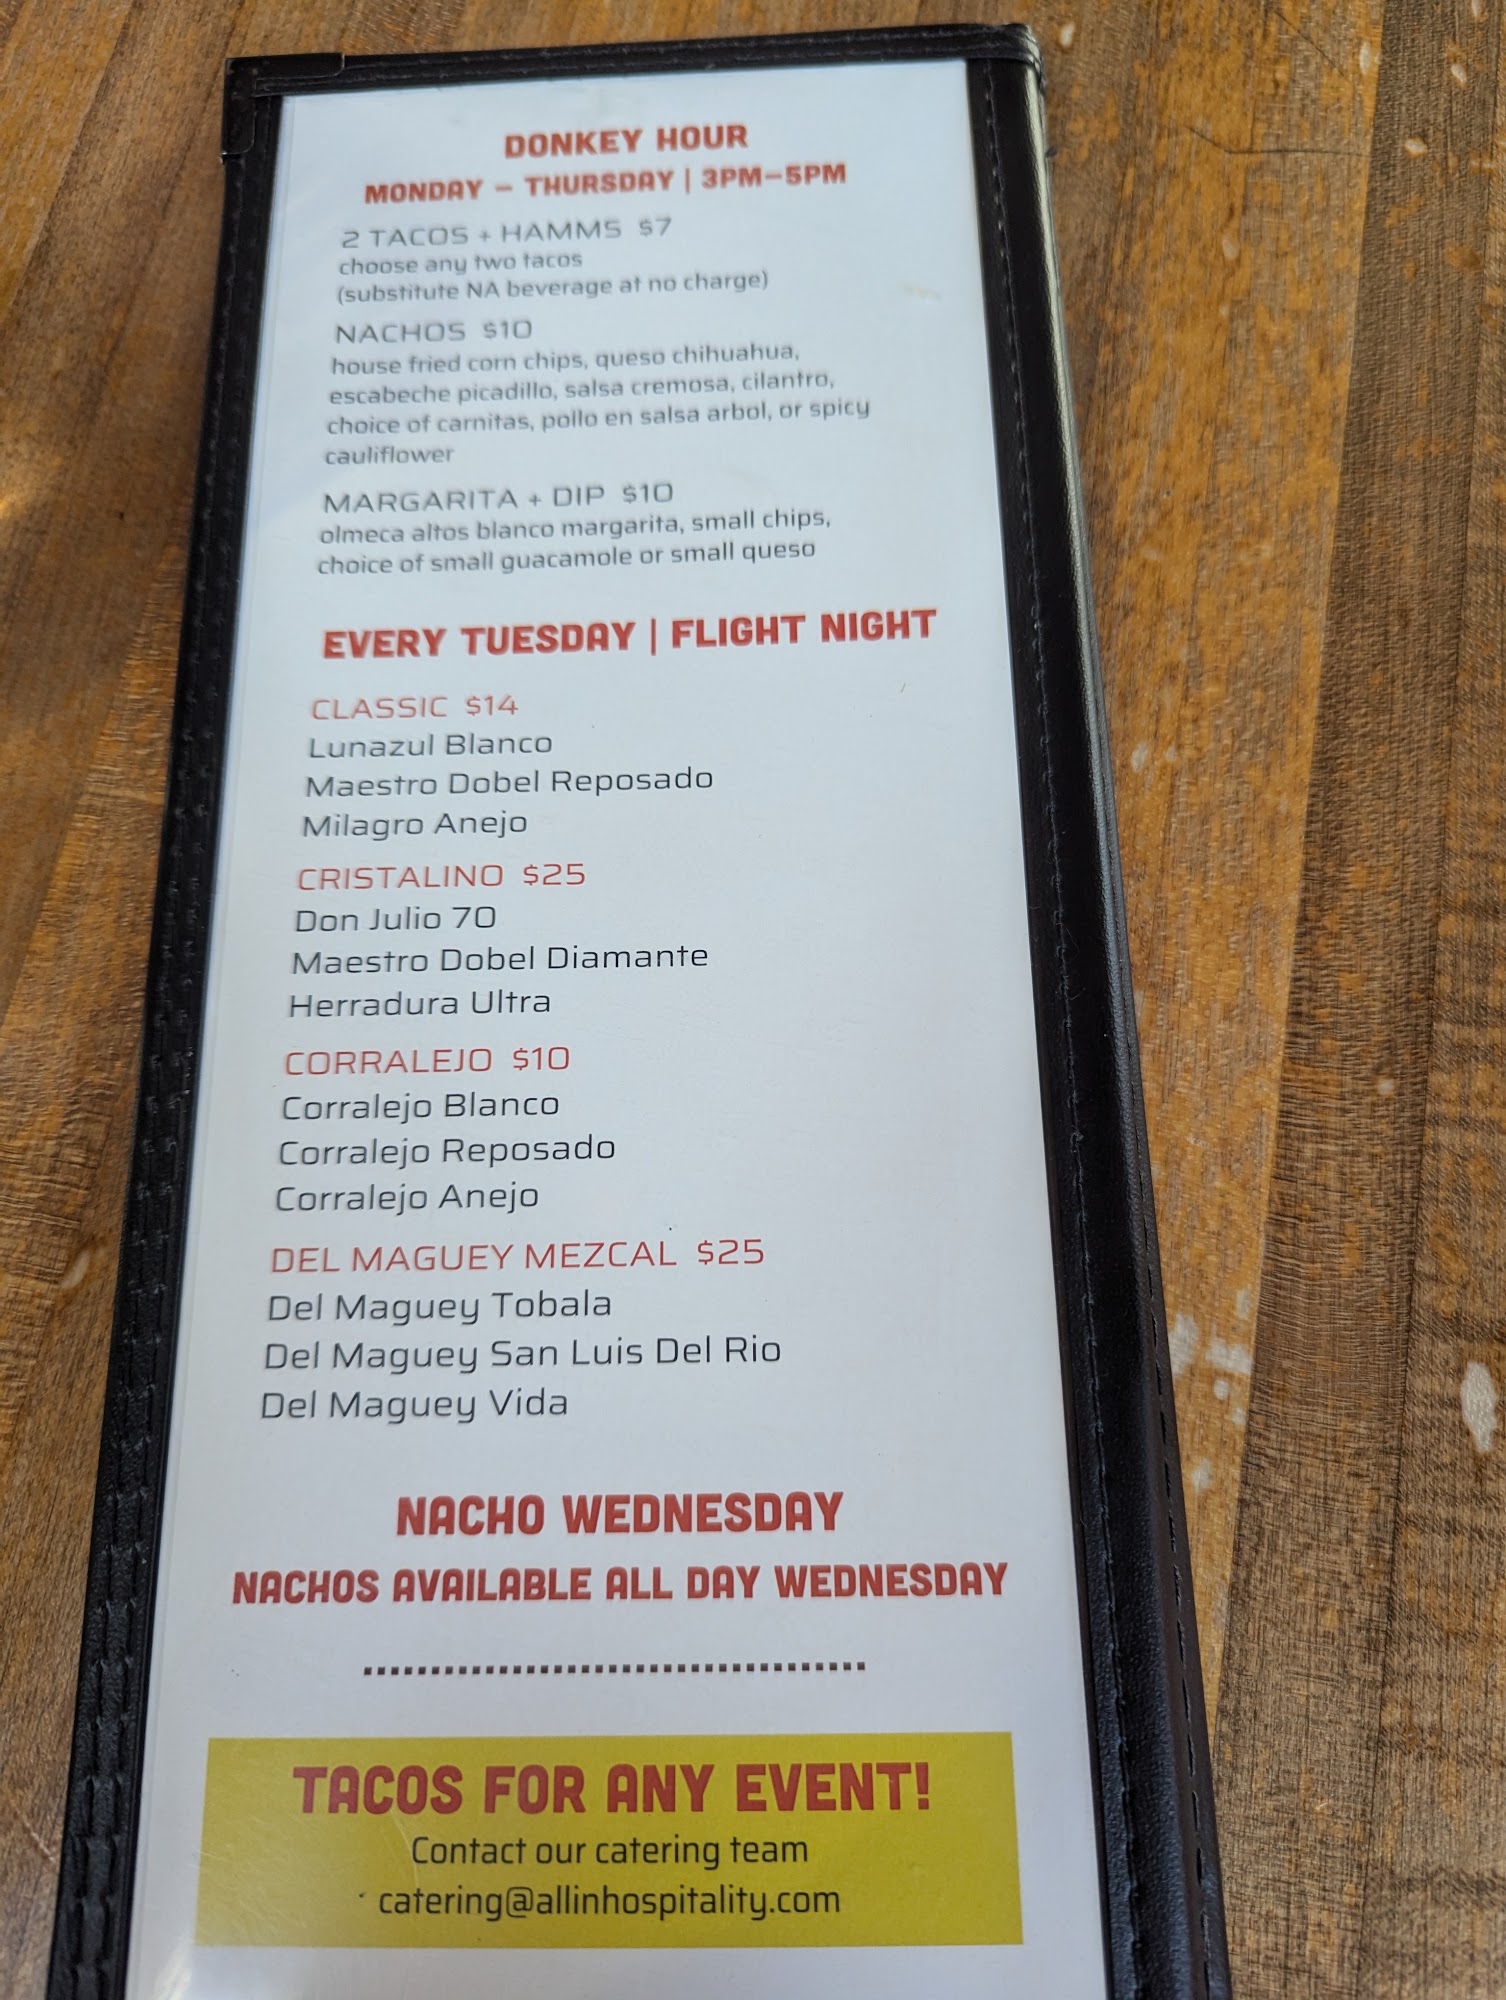 DONKEY HOUR
MONDAY – THURSDAY | 3PM–5PM
2 TACOS + HAMMS $7
choose any two tacos
(substitute NA beverage at no charge)
NACHOS $10
house fried corn chips, queso chihuahua,
escabeche picadillo, salsa cremosa, cilantro,
choice of carnitas, pollo en salsa arbol, or spicy
cauliflower
MARGARITA + DIP $10
olmeca altos blanco margarita, small chips,
choice of small guacamole or small queso
EVERY TUESDAY | FLIGHT NIGHT
CLASSIC $14
Lunazul Blanco
Maestro Dobel Reposado
Milagro Anejo
CRISTALINO $25
Don Julio 70
Maestro Dobel Diamante
Herradura Ultra
CORRALEJO $10
Corralejo Blanco
Corralejo Reposado
Corralejo Anejo
DEL MAGUEY MEZCAL $25
Del Maguey Tobala
Del Maguey San Luis Del Rio
Del Maguey Vida
NACHO WEDNESDAY
NACHOS AVAILABLE ALL DAY WEDNESDAY
TACOS FOR ANY EVENT!
Contact our catering team
catering@allinhospitality.com